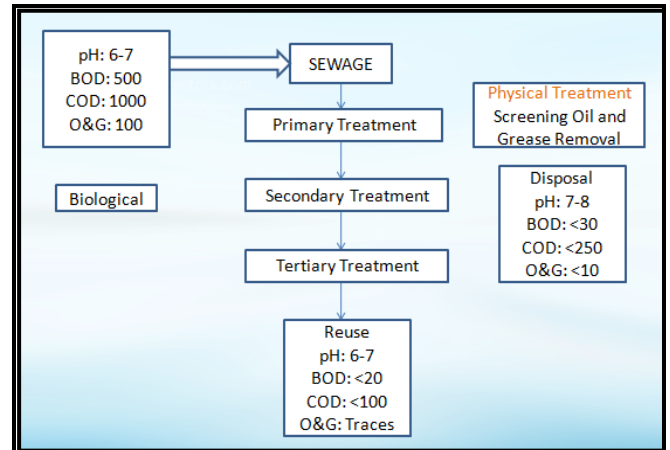 pH: 6-7
BOD: 500
COD: 1000
O&G: 100
SEWAGE
Physical Treatment
Screening Oil and
Grease Removal
Primary Treatment
Biological
Secondary Treatment
Disposal
pH: 7-8
BOD: <30
COD: <250
O&G: <10
Tertiary Treatment
Reuse
pH: 6-7
BOD: <20
COD: <100
O&G: Traces